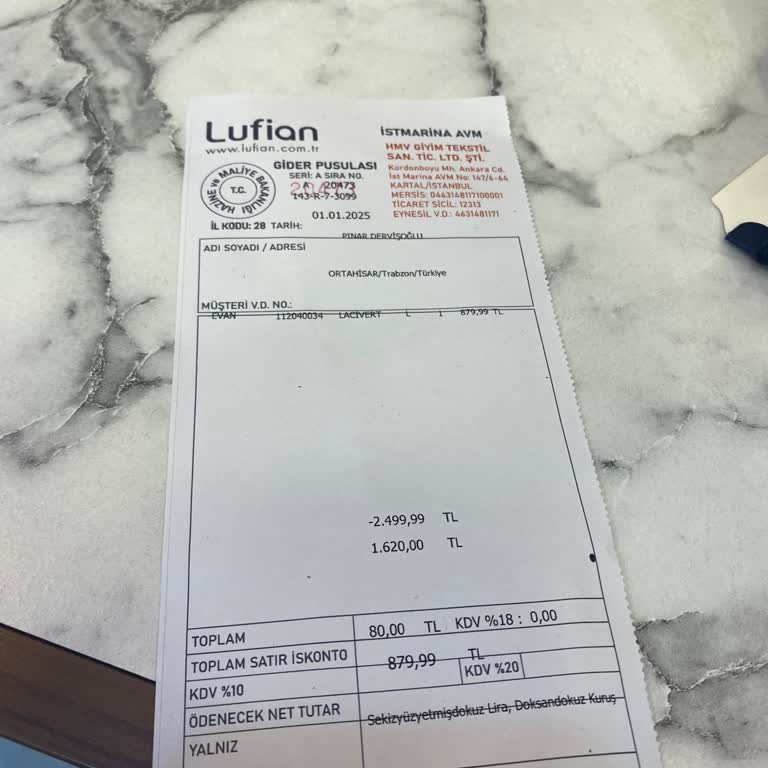 Lufian
www.lufian.com.tr
İSTMARİNA AVM
HMV GİYİM TEKSTİL
SAN. TİC. LTD. ŞTİ.
Kordonboyu Mh. Ankara Cd.
İst Marina AVM No: 147/6-64
KARTAL/İSTANBUL
MERSİS: 0463148117100001
TİCARET SİCİL: 12313
EYNESİL V.D.: 4631481171
T.C.
HAZİNE ve MALİYE BAKANLIĞI
GİDER PUSULASI
SERİ: A SIRA NO.
A 20473
143-R-7-3099
01.01.2025
İL KODU: 28 TARİH:
PINAR DERVİŞOĞLU
ADI SOYADI / ADRESİ
ORTAHİSAR/Trabzon/Türkiye
MÜŞTERİ V.D. NO.:
EVAN 112040034 LACİVERT L 1 879,99 TL
-2.499,99 TL
1.620,00 TL
TOPLAM 80,00 TL KDV %18 : 0,00
TOPLAM SATIR İSKONTO 879,99 TL
KDV %10 KDV %20
ÖDENECEK NET TUTAR Sekizyüzyetmişdokuz Lira, Doksandokuz Kuruş
YALNIZ